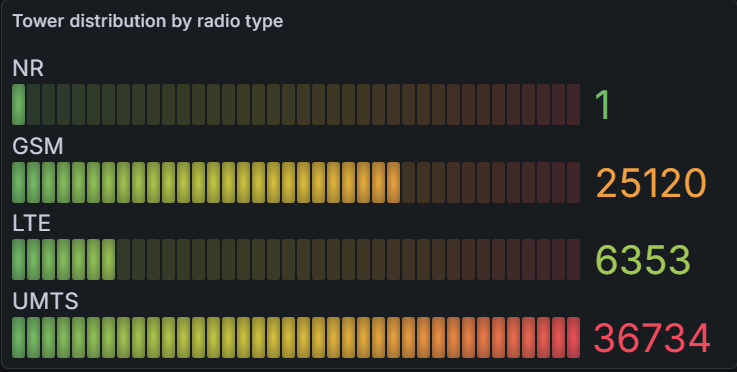 Tower distribution by radio type
NR
1
GSM
25120
LTE
6353
UMTS
36734